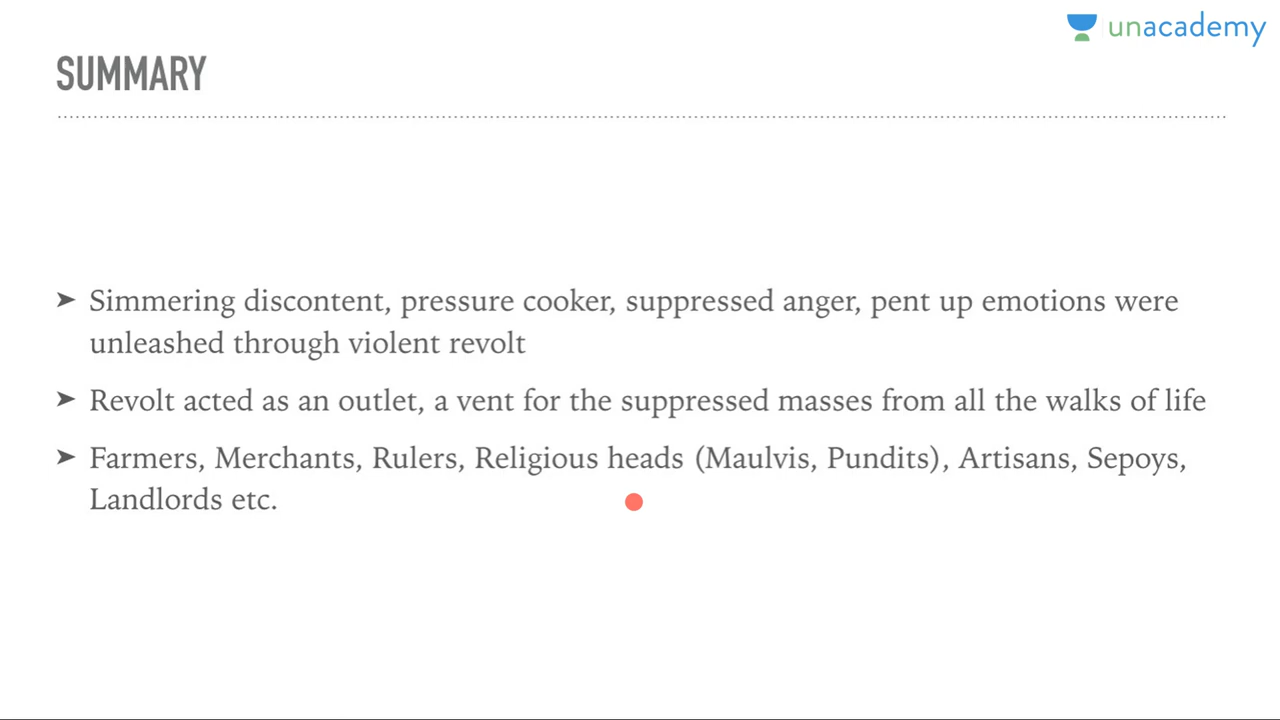 unacademy
SUMMARY
➤ Simmering discontent, pressure cooker, suppressed anger, pent up emotions were
unleashed through violent revolt
➤ Revolt acted as an outlet, a vent for the suppressed masses from all the walks of life
➤ Farmers, Merchants, Rulers, Religious heads (Maulvis, Pundits), Artisans, Sepoys,
Landlords etc.